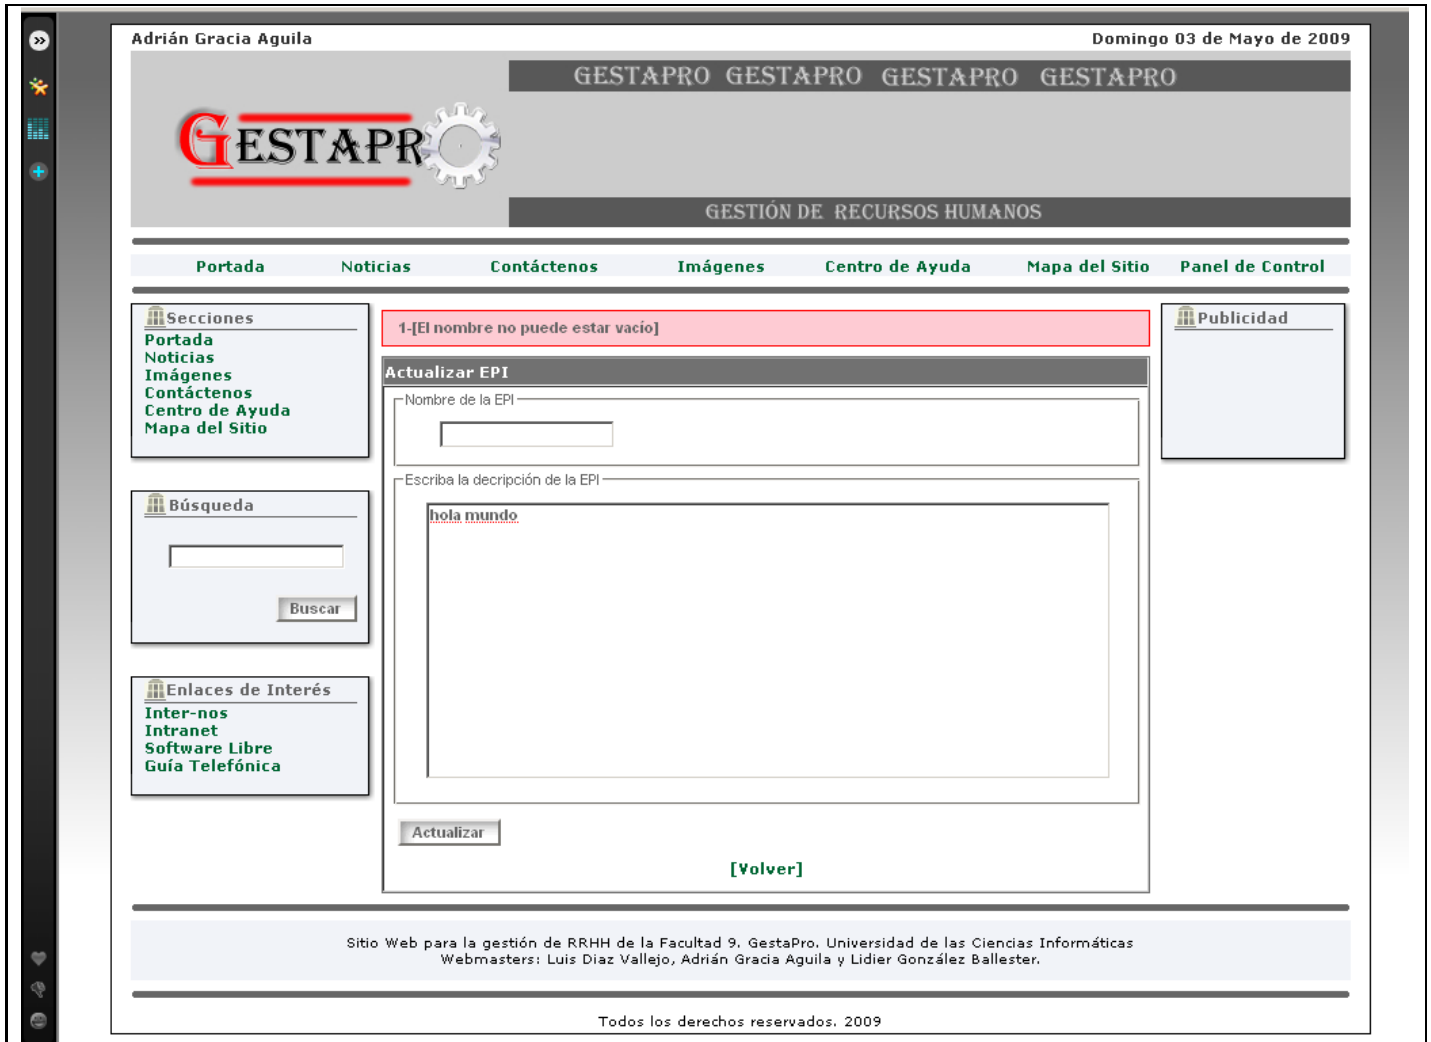 Adrián Gracia Aguila
Domingo 03 de Mayo de 2009
GESTAPRO GESTAPRO GESTAPRO GESTAPRO
GESTAPRO
GESTIÓN DE RECURSOS HUMANOS
Portada Noticias Contáctenos Imágenes Centro de Ayuda Mapa del Sitio Panel de Control
Secciones
Portada
Noticias
Imágenes
Contáctenos
Centro de Ayuda
Mapa del Sitio
Búsqueda
Buscar
Enlaces de Interés
Inter-nos
Intranet
Software Libre
Guía Telefónica
1-[El nombre no puede estar vacío]
Actualizar EPI
Nombre de la EPI
Escriba la decripción de la EPI
hola mundo
Actualizar
[Volver]
Publicidad
Sitio Web para la gestión de RRHH de la Facultad 9. GestaPro. Universidad de las Ciencias Informáticas
Webmasters: Luis Diaz Vallejo, Adrián Gracia Aguila y Lidier González Ballester.
Todos los derechos reservados. 2009